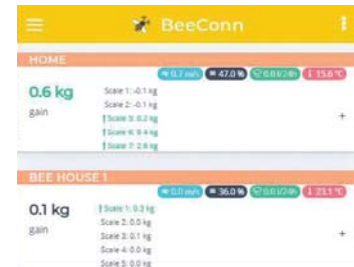 BeeConn
HOME
0.7 m/s 47.0 % 0.0 l/24h 15.6 °C
0.6 kg
gain
Scale 1: -0.1 kg
Scale 2: -0.1 kg
Scale 5: 0.2 kg
Scale 6: 0.4 kg
Scale 7: 2.6 kg
+
BEE HOUSE 1
0.0 m/s 36.0 % 0.0 l/24h 23.1 °C
0.1 kg
gain
Scale 1: 0.3 kg
Scale 2: 0.0 kg
Scale 3: 0.1 kg
Scale 4: 0.0 kg
Scale 5: 0.0 kg
+